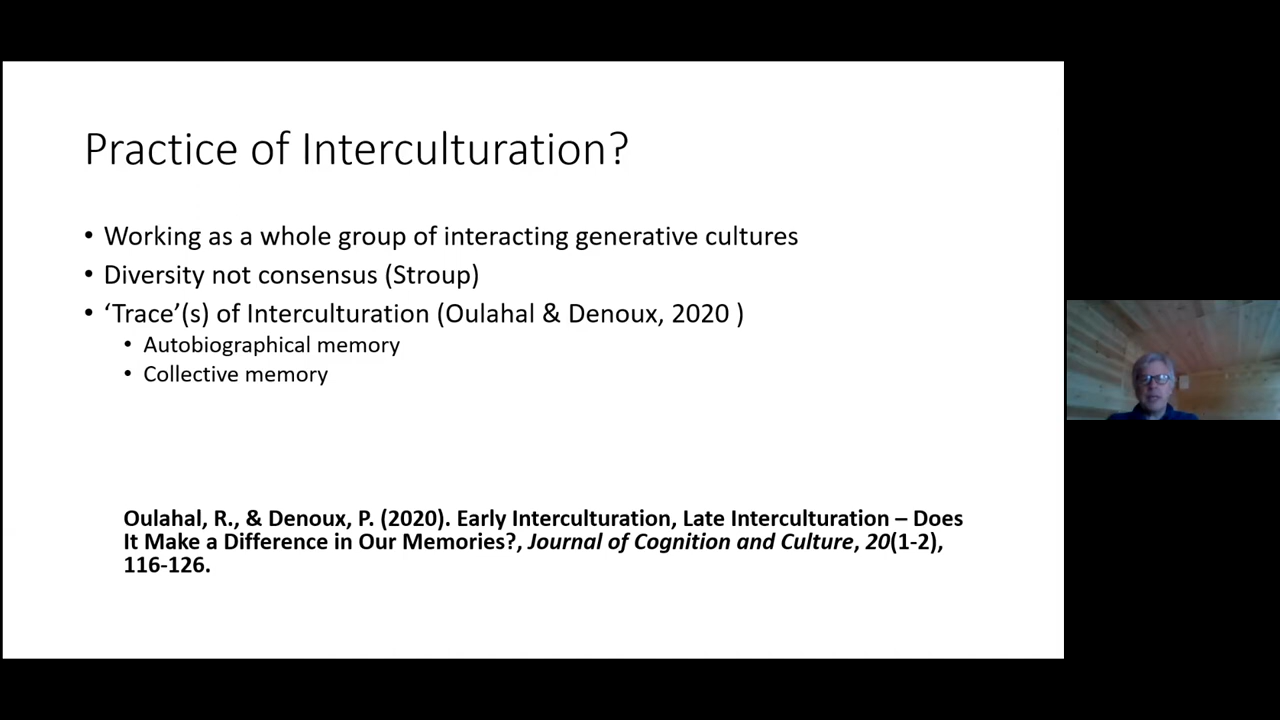 Practice of Interculturation?
• Working as a whole group of interacting generative cultures
• Diversity not consensus (Stroup)
• ‘Trace’(s) of Interculturation (Oulahal & Denoux, 2020 )
• Autobiographical memory
• Collective memory
Oulahal, R., & Denoux, P. (2020). Early Interculturation, Late Interculturation – Does
It Make a Difference in Our Memories?, Journal of Cognition and Culture, 20(1-2),
116-126.